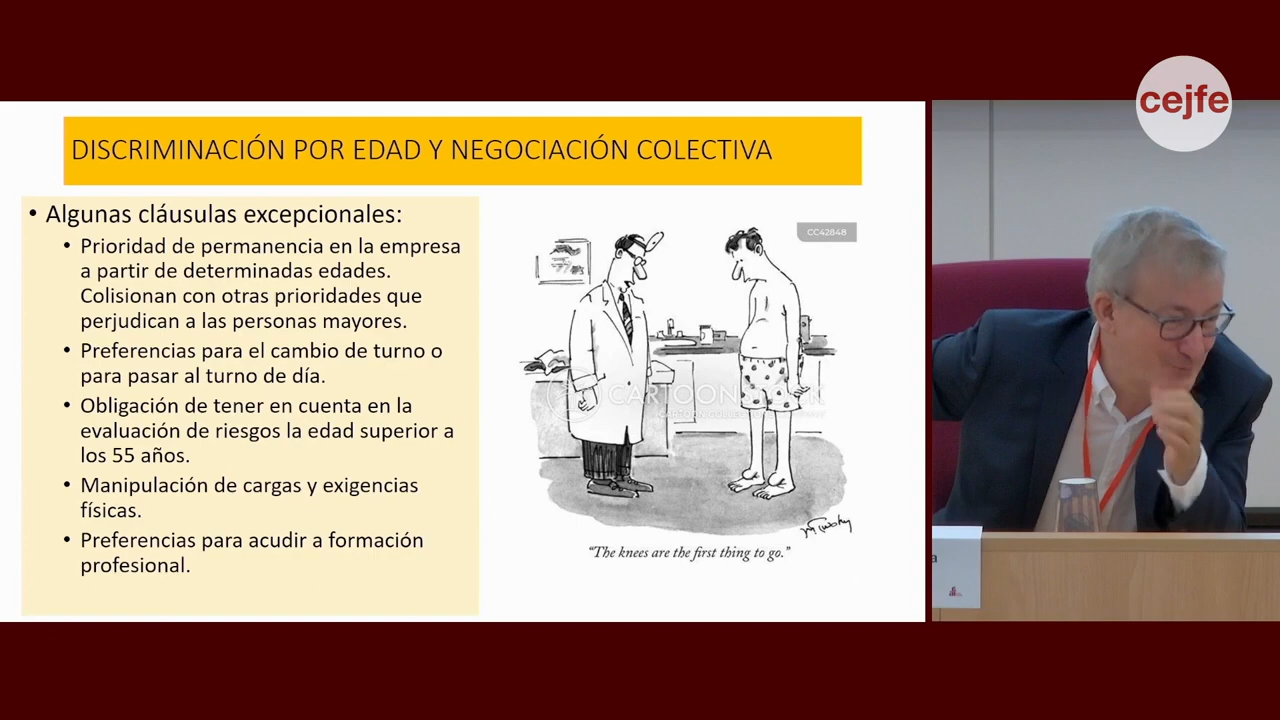 cejfe
DISCRIMINACIÓN POR EDAD Y NEGOCIACIÓN COLECTIVA
• Algunas cláusulas excepcionales:
• Prioridad de permanencia en la empresa
a partir de determinadas edades.
Colisionan con otras prioridades que
perjudican a las personas mayores.
• Preferencias para el cambio de turno o
para pasar al turno de día.
• Obligación de tener en cuenta en la
evaluación de riesgos la edad superior a
los 55 años.
• Manipulación de cargas y exigencias
físicas.
• Preferencias para acudir a formación
profesional.
CC42848
CARTOONSTOCK
"The knees are the first thing to go."
a